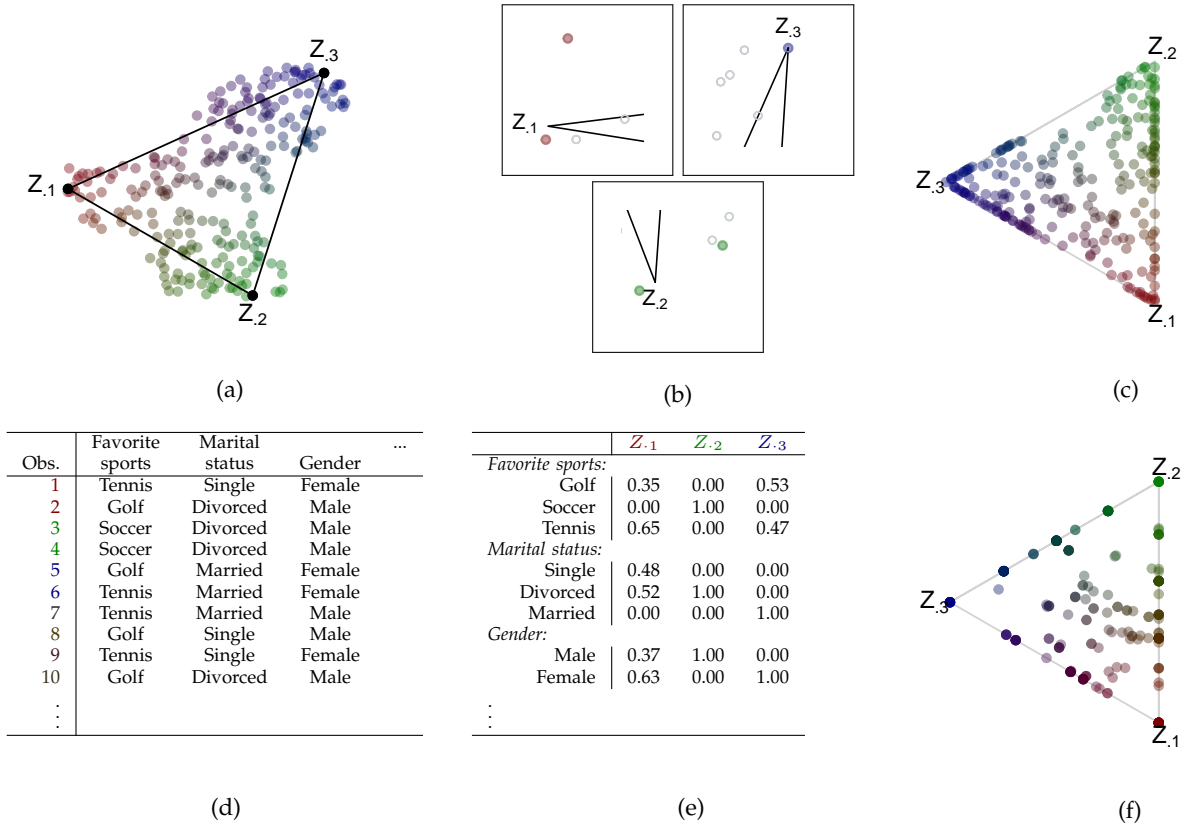 Z.3
Z.1
Z.2
(a)
Z.1
Z.3
Z.2
(b)
Z.2
Z.3
Z.1
(c)
Favorite Marital ...
Obs. sports status Gender
1 Tennis Single Female
2 Golf Divorced Male
3 Soccer Divorced Male
4 Soccer Divorced Male
5 Golf Married Female
6 Tennis Married Female
7 Tennis Married Male
8 Golf Single Male
9 Tennis Single Female
10 Golf Divorced Male
⋮
(d)
Z·1 Z·2 Z·3
Favorite sports:
Golf 0.35 0.00 0.53
Soccer 0.00 1.00 0.00
Tennis 0.65 0.00 0.47
Marital status:
Single 0.48 0.00 0.00
Divorced 0.52 1.00 0.00
Married 0.00 0.00 1.00
Gender:
Male 0.37 1.00 0.00
Female 0.63 0.00 1.00
⋮
(e)
Z.2
Z.3
Z.1
(f)